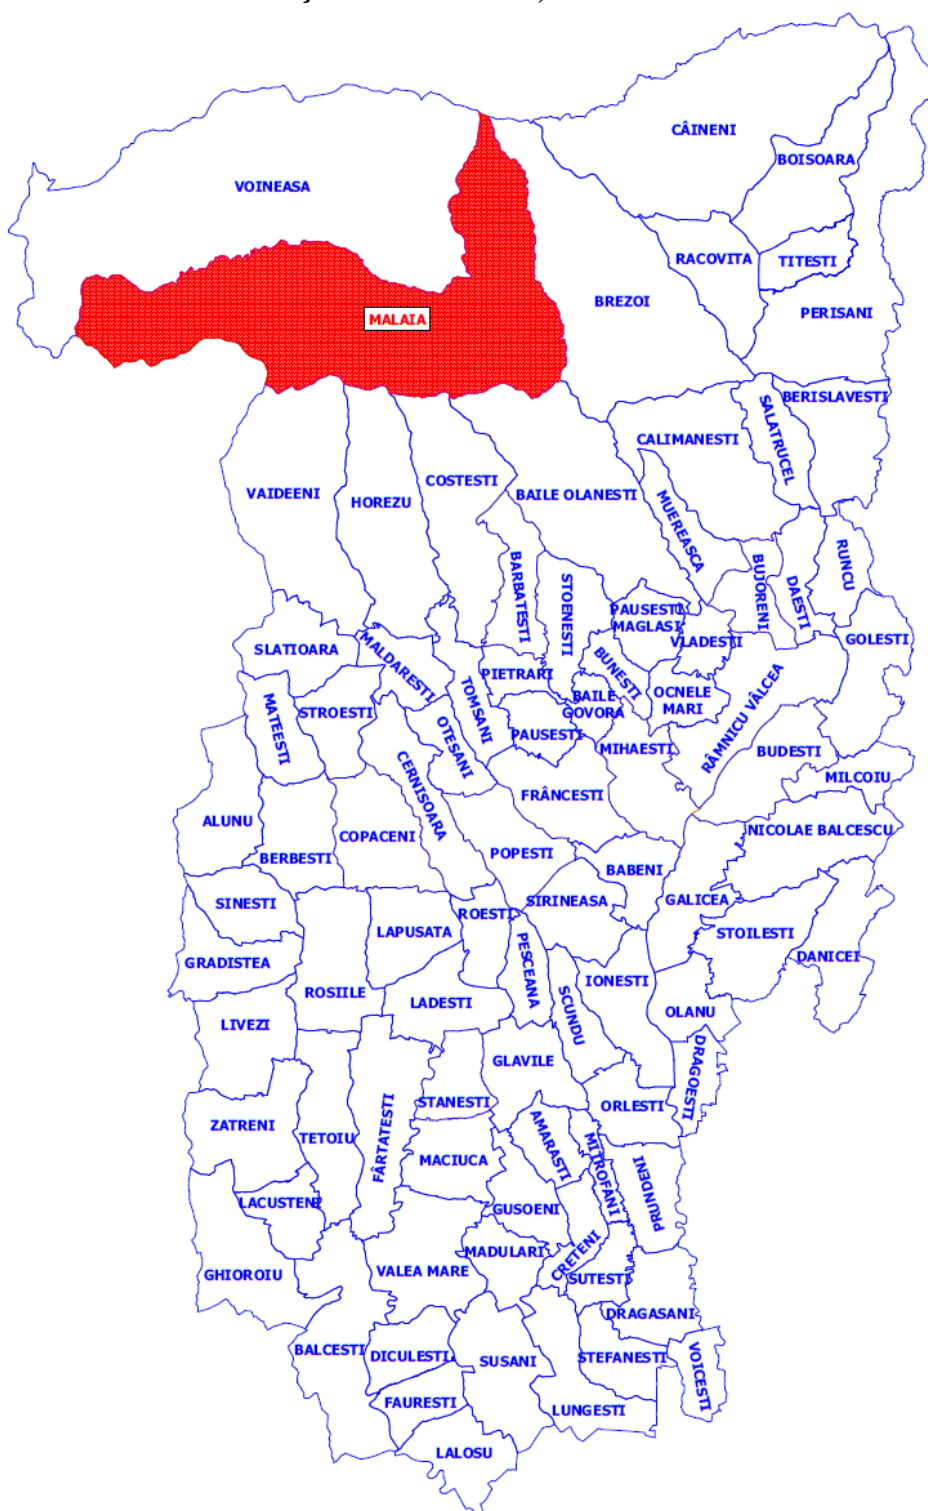 CÂINENI
BOISOARA
VOINEASA
RACOVITA
TITESTI
BREZOI
PERISANI
MALAIA
BERISLAVESTI
SALATRUCEL
CALIMANESTI
COSTESTI
VAIDEENI
HOREZU
BAILE OLANESTI
MUEREASCA
RUNCU
BARBATESTI
STOENESTI
BUJORENI
DAESTI
PAUSESTI
MAGLASI
VLADESTI
GOLESTI
SLATIOARA
MALDARESTI
PIETRARI
BUNESTI
OCNELE
MARI
BAILE
GOVORA
TOMSANI
MATEESTI
STROESTI
OTESANI
PAUSESTI
MIHAESTI
RÂMNICU VÂLCEA
BUDESTI
MILCOIU
CERNISOARA
FRÂNCESTI
ALUNU
COPACENI
NICOLAE BALCESCU
BERBESTI
POPESTI
BABENI
SINESTI
SIRINEASA
GALICEA
ROESTI
LAPUSATA
STOILESTI
DANICEI
GRADISTEA
PESCEANA
IONESTI
ROSIILE
LADESTI
SCUNDU
OLANU
LIVEZI
GLAVILE
DRAGOESTI
STANESTI
ORLESTI
ZATRENI
TETOIU
FÂRTATESTI
AMARASTI
MITROFANI
MACIUCA
PRUNDENI
LACUSTENI
GUSOENI
MADULARI
CRETENI
GHIOROIU
VALEA MARE
SUTESTI
DRAGASANI
BALCESTI
DICULESTI
SUSANI
STEFANESTI
VOICESTI
FAURESTI
LUNGESTI
LALOSU